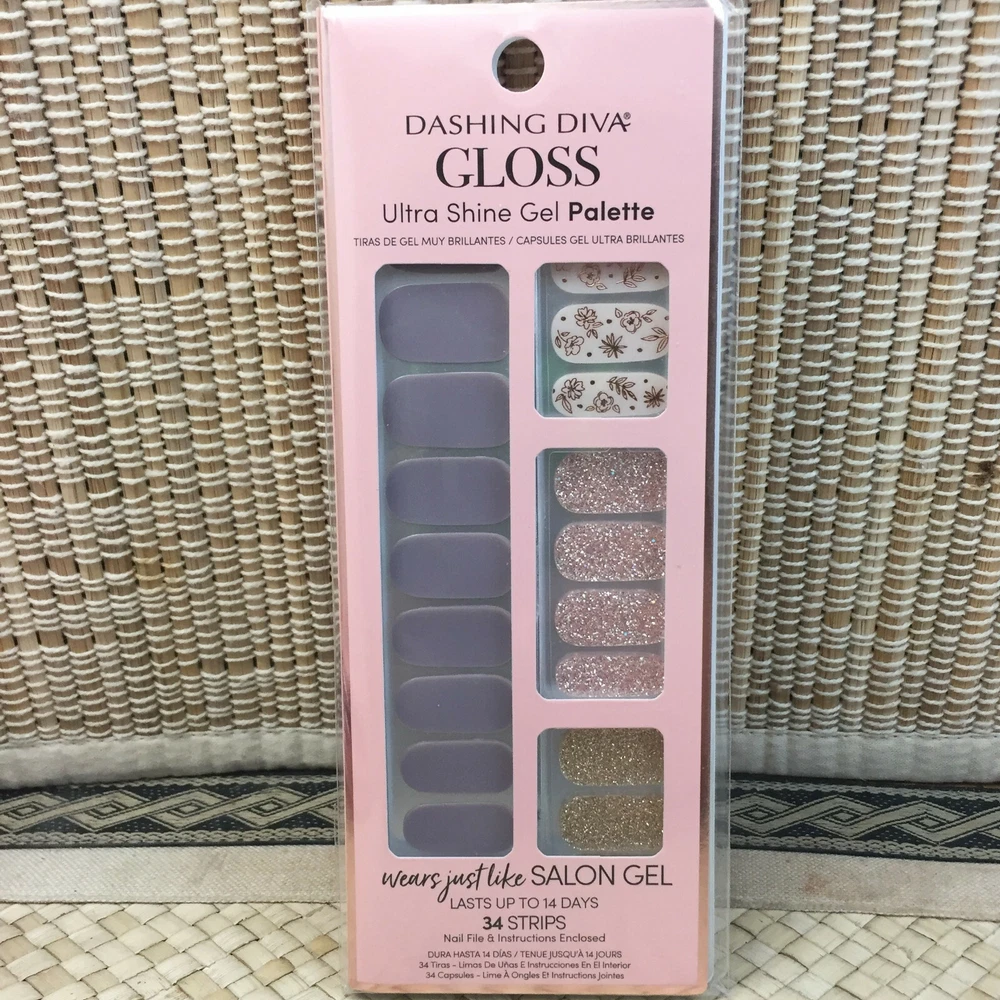 DASHING DIVA®
GLOSS
Ultra Shine Gel Palette
TIRAS DE GEL MUY BRILLANTES / CAPSULES GEL ULTRA BRILLANTES
wears just like SALON GEL
LASTS UP TO 14 DAYS
34 STRIPS
Nail File & Instructions Enclosed
DURA HASTA 14 DÍAS / TENUE JUSQU'À 14 JOURS
34 Tiras – Limas De Uñas E Instrucciones En El Interior
34 Capsules – Lime À Ongles Et Instructions Jointes